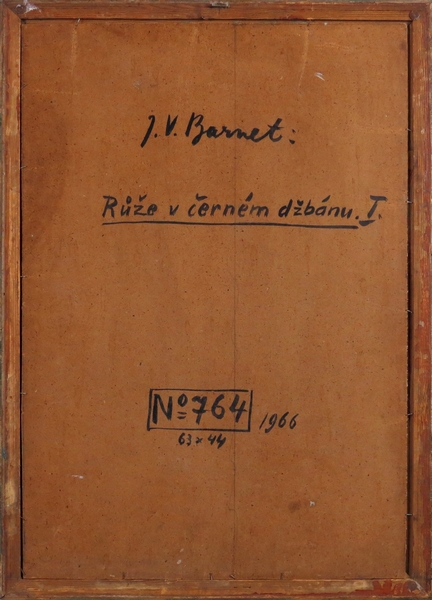 J. V. Barnet:
Růže v černém džbánu. I.
Nº 764 1966
63 x 44